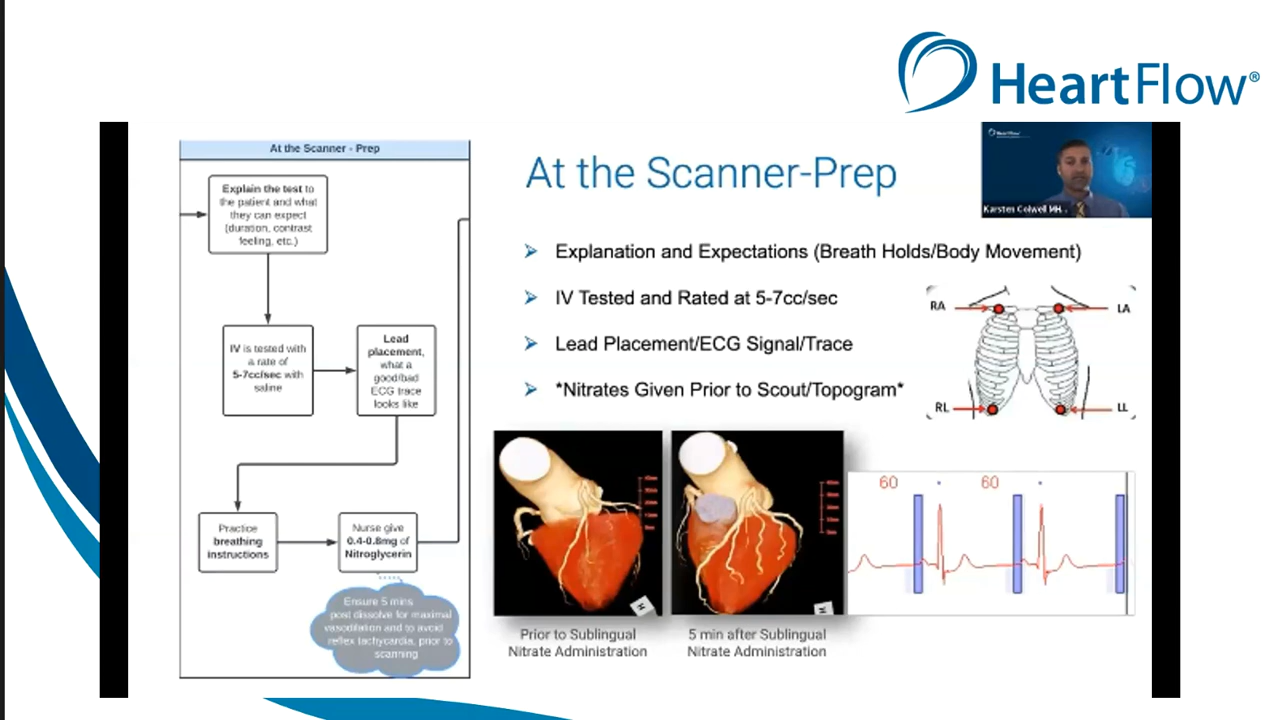 HeartFlow®
At the Scanner - Prep
Explain the test to
the patient and what
they can expect
(duration, contrast
feeling, etc.)
IV is tested with
a rate of
5-7cc/sec with
saline
Lead
placement,
what a
good/bad
ECG trace
looks like
Practice
breathing
instructions
Nurse give
0.4-0.8mg of
Nitroglycerin
Ensure 5 mins
post dissolve for maximal
vasodilation and to avoid
reflex tachycardia, prior to
scanning
At the Scanner-Prep
Explanation and Expectations (Breath Holds/Body Movement)
IV Tested and Rated at 5-7cc/sec
Lead Placement/ECG Signal/Trace
*Nitrates Given Prior to Scout/Topogram*
HeartFlow
Karsten Colwell MH...
RA
LA
RL
LL
H
H
60
60
Prior to Sublingual
Nitrate Administration
5 min after Sublingual
Nitrate Administration